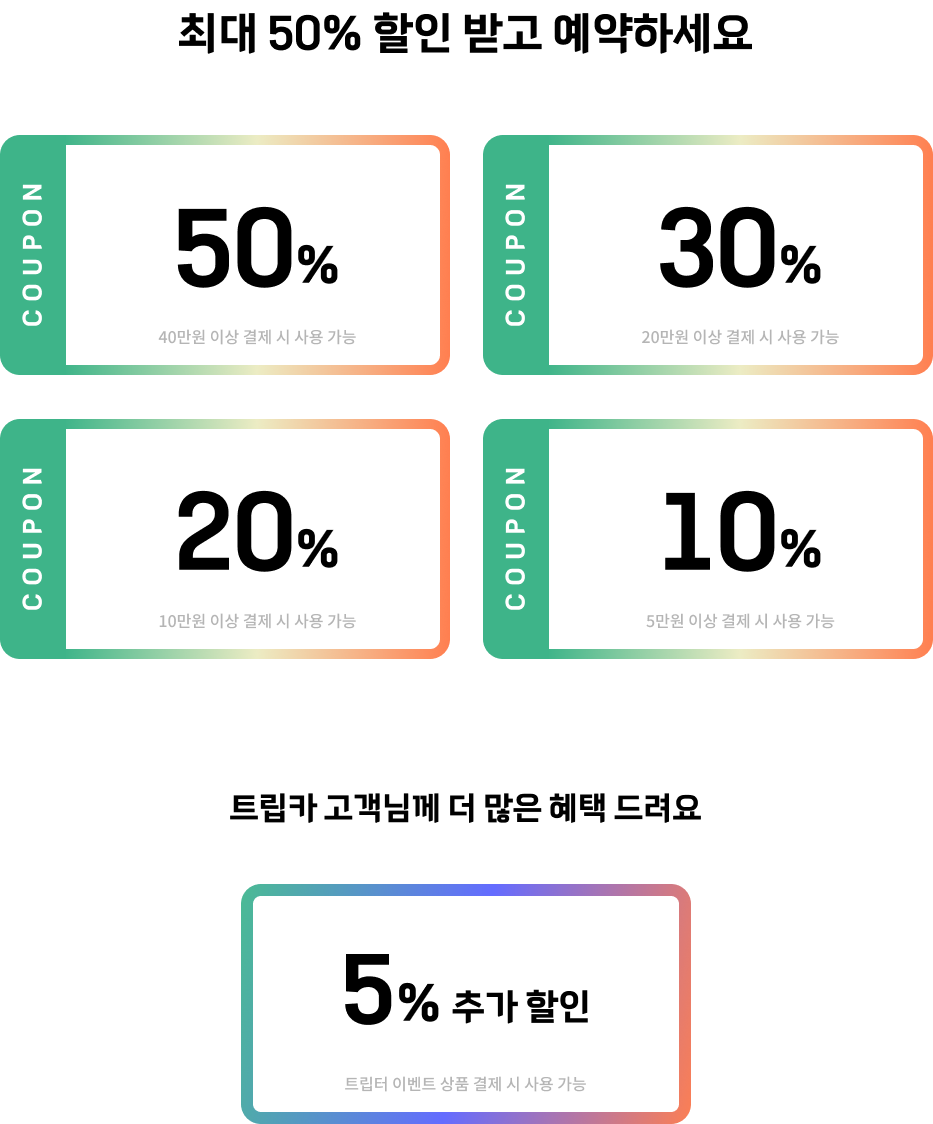 최대 50% 할인 받고 예약하세요
COUPON
50%
40만원 이상 결제 시 사용 가능
COUPON
30%
20만원 이상 결제 시 사용 가능
COUPON
20%
10만원 이상 결제 시 사용 가능
COUPON
10%
5만원 이상 결제 시 사용 가능
트립카 고객님께 더 많은 혜택 드려요
5% 추가 할인
트립터 이벤트 상품 결제 시 사용 가능